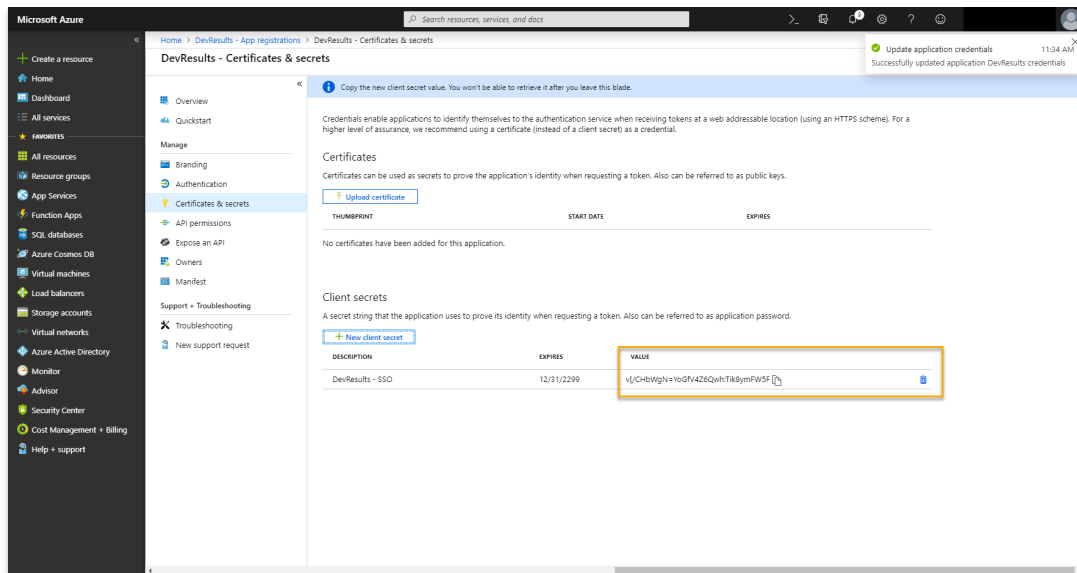 Microsoft Azure
Search resources, services, and docs
9
Create a resource
Home
Dashboard
All services
FAVORITES
All resources
Resource groups
App Services
Function Apps
SQL databases
Azure Cosmos DB
Virtual machines
Load balancers
Storage accounts
Virtual networks
Azure Active Directory
Monitor
Advisor
Security Center
Cost Management + Billing
Help + support
Home > DevResults - App registrations > DevResults - Certificates & secrets
DevResults - Certificates & secrets
Update application credentials 11:34 AM
Successfully updated application DevResults credentials
Overview
Quickstart
Manage
Branding
Authentication
Certificates & secrets
API permissions
Expose an API
Owners
Manifest
Support + Troubleshooting
Troubleshooting
New support request
Copy the new client secret value. You won't be able to retrieve it after you leave this blade.
Credentials enable applications to identify themselves to the authentication service when receiving tokens at a web addressable location (using an HTTPS scheme). For a
higher level of assurance, we recommend using a certificate (instead of a client secret) as a credential.
Certificates
Certificates can be used as secrets to prove the application's identity when requesting a token. Also can be referred to as public keys.
Upload certificate
THUMBPRINT START DATE EXPIRES
No certificates have been added for this application.
Client secrets
A secret string that the application uses to prove its identity when requesting a token. Also can be referred to as application password.
New client secret
DESCRIPTION EXPIRES VALUE
DevResults - SSO 12/31/2299 v[/CHbWgN=YoGfV4Z6Qwh:Tik8ymFW5F